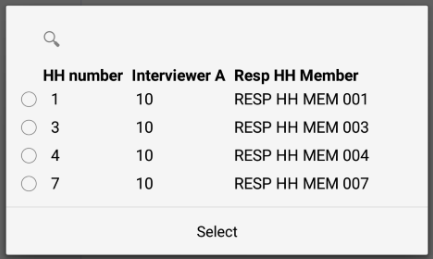 HH number Interviewer A Resp HH Member
1 10 RESP HH MEM 001
3 10 RESP HH MEM 003
4 10 RESP HH MEM 004
7 10 RESP HH MEM 007
Select